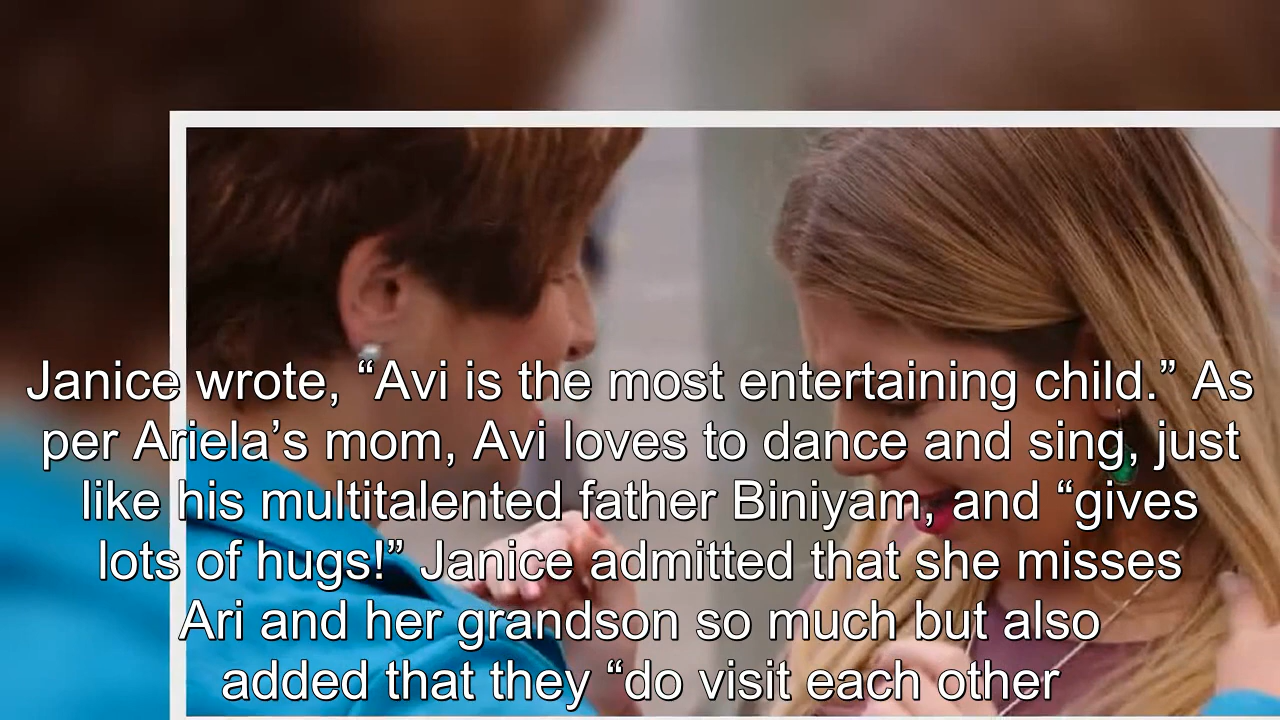 Janice wrote, “Avi is the most entertaining child.” As
per Ariela’s mom, Avi loves to dance and sing, just
like his multitalented father Biniyam, and “gives
lots of hugs!” Janice admitted that she misses
Ari and her grandson so much but also
added that they “do visit each other